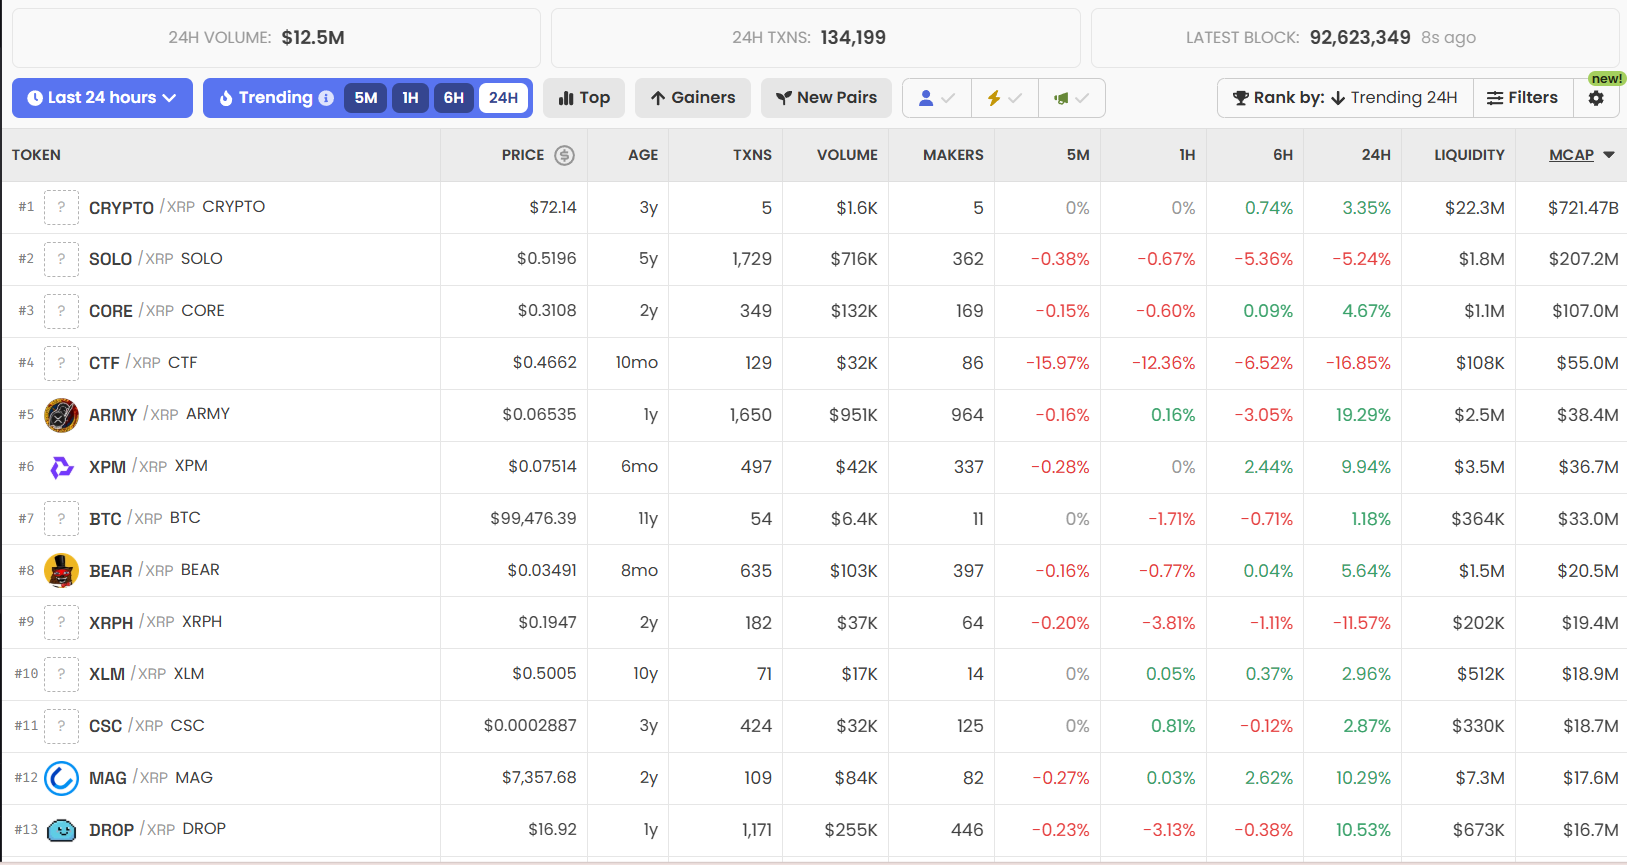 24H VOLUME: $12.5M 24H TXNS: 134,199 LATEST BLOCK: 92,623,349 8s ago
new!
Last 24 hours Trending 5M 1H 6H 24H Top Gainers New Pairs Rank by: Trending 24H Filters
TOKEN PRICE AGE TXNS VOLUME MAKERS 5M 1H 6H 24H LIQUIDITY MCAP
#1 ? CRYPTO /XRP CRYPTO $72.14 3y 5 $1.6K 5 0% 0% 0.74% 3.35% $22.3M $721.47B
#2 ? SOLO /XRP SOLO $0.5196 5y 1,729 $716K 362 -0.38% -0.67% -5.36% -5.24% $1.8M $207.2M
#3 ? CORE /XRP CORE $0.3108 2y 349 $132K 169 -0.15% -0.60% 0.09% 4.67% $1.1M $107.0M
#4 ? CTF /XRP CTF $0.4662 10mo 129 $32K 86 -15.97% -12.36% -6.52% -16.85% $108K $55.0M
#5 ARMY /XRP ARMY $0.06535 1y 1,650 $951K 964 -0.16% 0.16% -3.05% 19.29% $2.5M $38.4M
#6 XPM /XRP XPM $0.07514 6mo 497 $42K 337 -0.28% 0% 2.44% 9.94% $3.5M $36.7M
#7 ? BTC /XRP BTC $99,476.39 11y 54 $6.4K 11 0% -1.71% -0.71% 1.18% $364K $33.0M
#8 BEAR /XRP BEAR $0.03491 8mo 635 $103K 397 -0.16% -0.77% 0.04% 5.64% $1.5M $20.5M
#9 ? XRPH /XRP XRPH $0.1947 2y 182 $37K 64 -0.20% -3.81% -1.11% -11.57% $202K $19.4M
#10 ? XLM /XRP XLM $0.5005 10y 71 $17K 14 0% 0.05% 0.37% 2.96% $512K $18.9M
#11 ? CSC /XRP CSC $0.0002887 3y 424 $32K 125 0% 0.81% -0.12% 2.87% $330K $18.7M
#12 MAG /XRP MAG $7,357.68 2y 109 $84K 82 -0.27% 0.03% 2.62% 10.29% $7.3M $17.6M
#13 DROP /XRP DROP $16.92 1y 1,171 $255K 446 -0.23% -3.13% -0.38% 10.53% $673K $16.7M